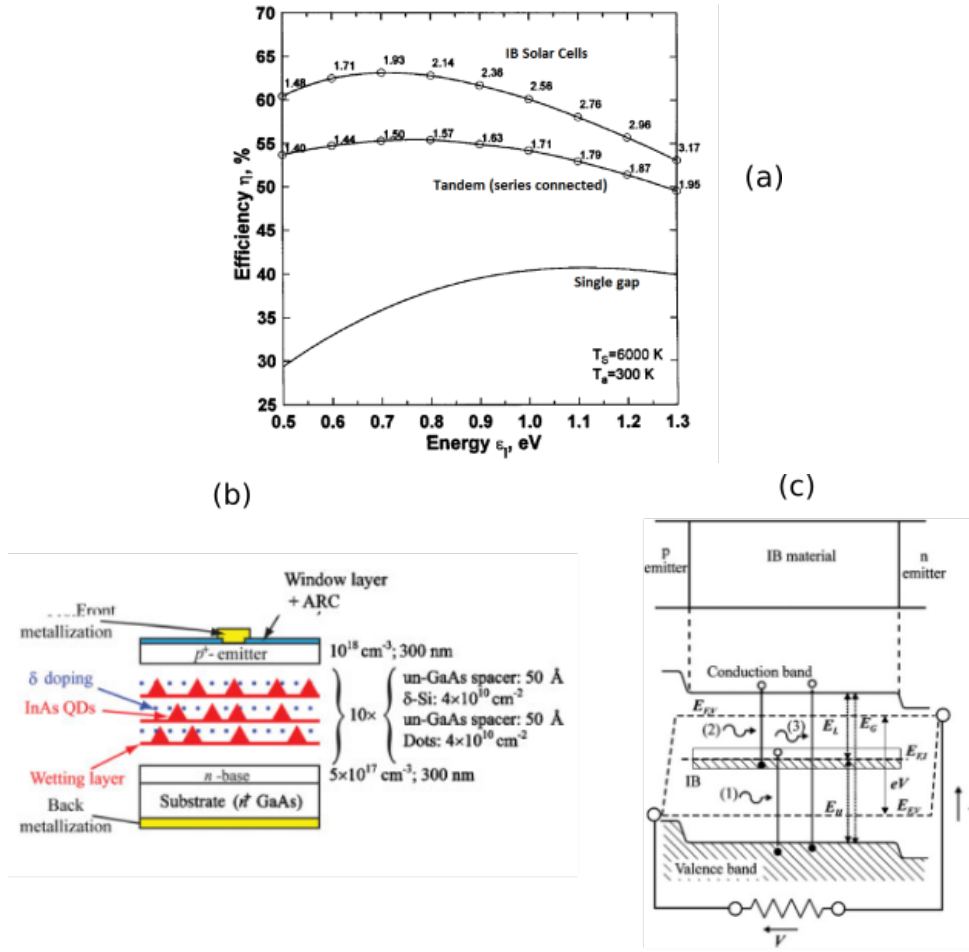 70
65
60
55
50
45
40
35
30
25
Efficiency η, %
IB Solar Cells
1.48
1.71
1.93
2.14
2.36
2.56
2.76
2.96
3.17
1.40
1.44
1.50
1.57
1.63
1.71
1.79
1.87
1.95
Tandem (series connected)
Single gap
T_S=6000 K
T_a=300 K
0.5 0.6 0.7 0.8 0.9 1.0 1.1 1.2 1.3
Energy ε_l, eV
(a)
(b)
Window layer
+ ARC
Front
metallization
p⁺- emitter
10¹⁸ cm⁻³; 300 nm
δ doping
InAs QDs
Wetting layer
10×
un-GaAs spacer: 50 Å
δ-Si: 4×10¹⁰ cm⁻²
un-GaAs spacer: 50 Å
Dots: 4×10¹⁰ cm⁻²
n -base
5×10¹⁷ cm⁻³; 300 nm
Substrate (n⁺ GaAs)
Back
metallization
(c)
p
emitter
IB material
n
emitter
Conduction band
(2)
(3)
E_L
E_G
E_FI
IB
eV
(1)
E_H
Valence band
V